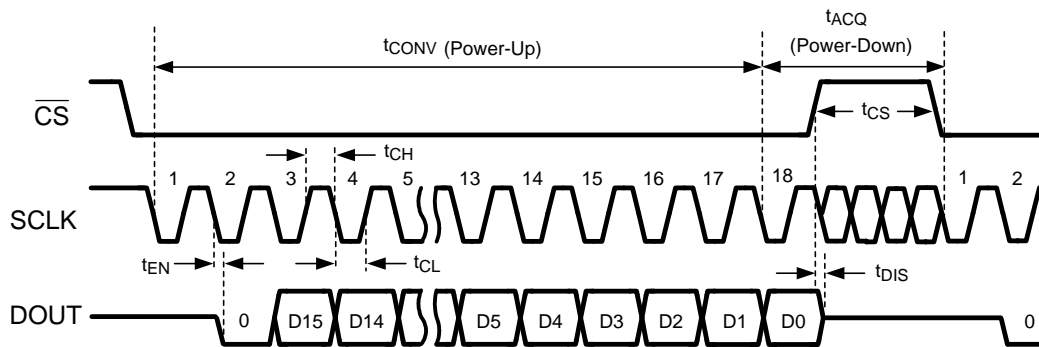 tCONV (Power-Up)
tACQ
(Power-Down)
CS
tCS
tCH
1 2 3 4 5 13 14 15 16 17 18 1 2
SCLK
tEN
tCL
tDIS
DOUT
0 D15 D14 D5 D4 D3 D2 D1 D0 0